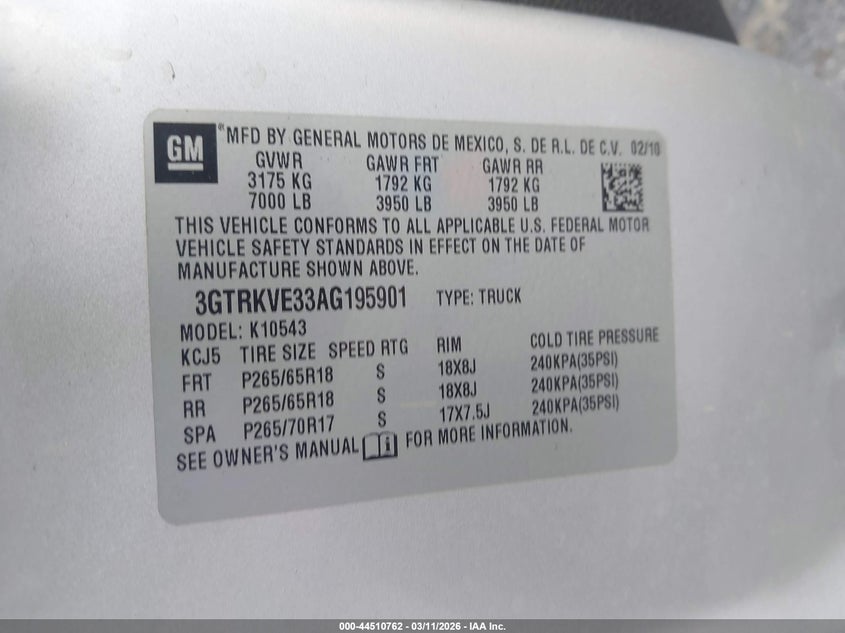 GM
®MFD BY GENERAL MOTORS DE MEXICO, S. DE R.L. DE C.V. 02/10
GVWR GAWR FRT GAWR RR
3175 KG 1792 KG 1792 KG
7000 LB 3950 LB 3950 LB
THIS VEHICLE CONFORMS TO ALL APPLICABLE U.S. FEDERAL MOTOR
VEHICLE SAFETY STANDARDS IN EFFECT ON THE DATE OF
MANUFACTURE SHOWN ABOVE.
3GTRKVE33AG195901 TYPE: TRUCK
MODEL: K10543
KCJ5 TIRE SIZE SPEED RTG RIM COLD TIRE PRESSURE
FRT P265/65R18 S 18X8J 240KPA(35PSI)
RR P265/65R18 S 18X8J 240KPA(35PSI)
SPA P265/70R17 S 17X7.5J 240KPA(35PSI)
SEE OWNER'S MANUAL i FOR MORE INFORMATION.
000-44510762 - 03/11/2026 - IAA Inc.